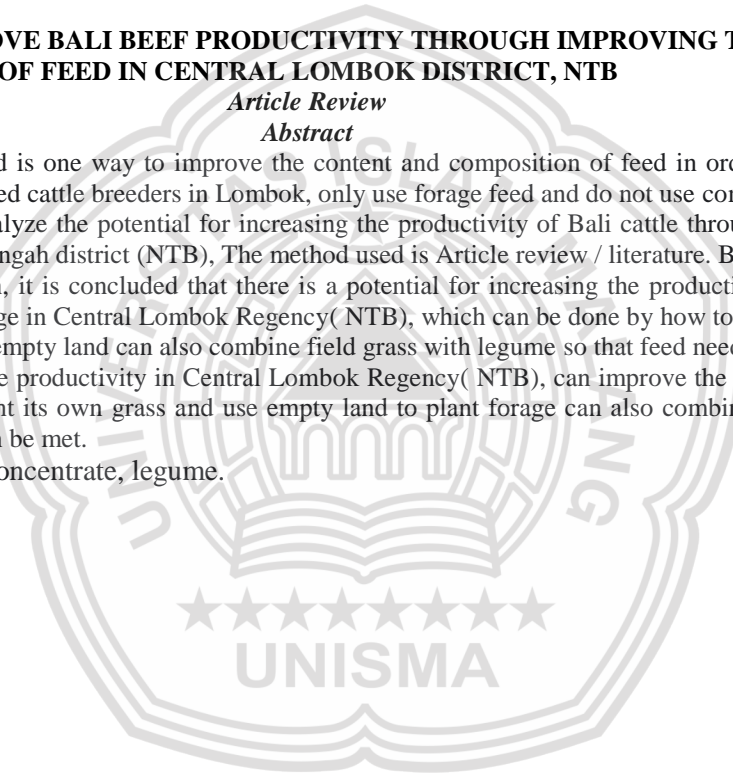 OVE BALI BEEF PRODUCTIVITY THROUGH IMPROVING T
OF FEED IN CENTRAL LOMBOK DISTRICT, NTB
Article Review
Abstract
d is one way to improve the content and composition of feed in ord
ed cattle breeders in Lombok, only use forage feed and do not use con
alyze the potential for increasing the productivity of Bali cattle throu
ngah district (NTB), The method used is Article review / literature. B
n, it is concluded that there is a potential for increasing the producti
ge in Central Lombok Regency( NTB), which can be done by how to
empty land can also combine field grass with legume so that feed need
e productivity in Central Lombok Regency( NTB), can improve the
nt its own grass and use empty land to plant forage can also combin
n be met.
oncentrate, legume.
UNIVERSITAS ISLAM MALANG
UNISMA